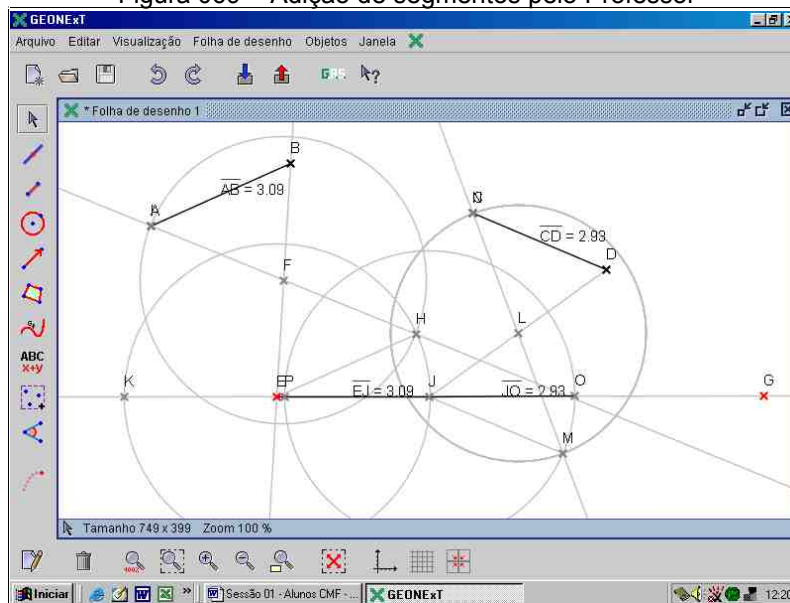 Figura 069 – Adição de segmentos pelo Professor
GEONExT
Arquivo Editar Visualização Folha de desenho Objetos Janela
* Folha de desenho 1
B
AB = 3.09
A
CD = 2.93
D
F
H
L
K
P
EJ = 3.09
J
JO = 2.93
O
G
M
ABC
X+Y
Tamanho 749 x 399 Zoom 100 %
Iniciar
»
Sessão 01 - Alunos CMF - ...
GEONExT
12:20